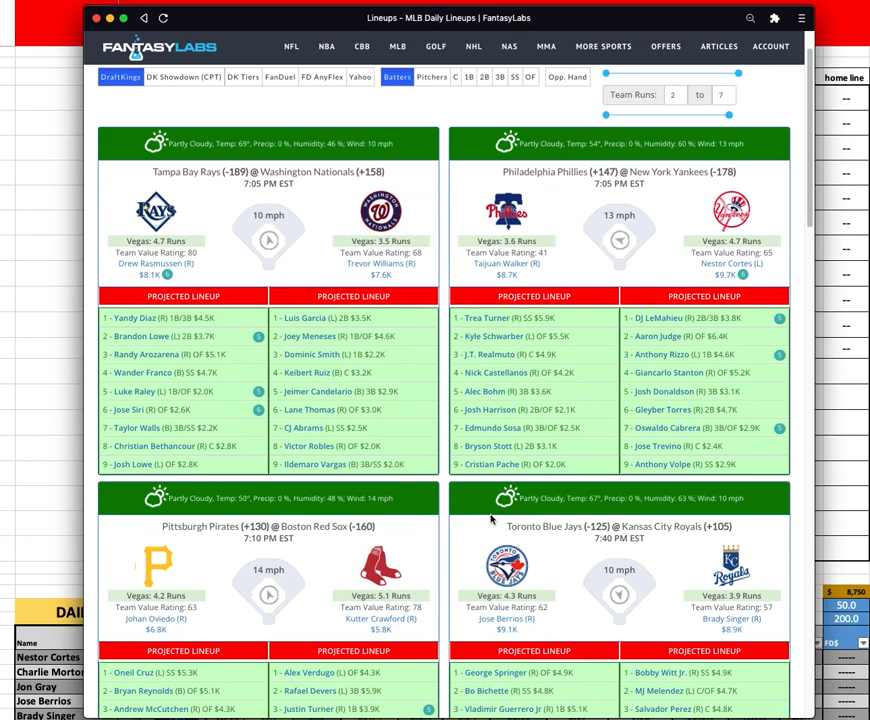 Lineups - MLB Daily Lineups | FantasyLabs
FANTASYLABS
NFL NBA CBB MLB GOLF NHL NAS MMA MORE SPORTS OFFERS ARTICLES ACCOUNT
DraftKings DK Showdown (CPT) DK Tiers FanDuel FD AnyFlex Yahoo Batters Pitchers C 1B 2B 3B SS OF Opp. Hand
Team Runs: 2 to 7
home line
--
--
--
--
--
--
--
--
--
--
--
Partly Cloudy, Temp: 69°, Precip: 0 %, Humidity: 46 %; Wind: 10 mph
Tampa Bay Rays (-189) @ Washington Nationals (+158)
7:05 PM EST
RAYS
WASHINGTON NATIONALS
10 mph
Vegas: 4.7 Runs
Team Value Rating: 80
Drew Rasmussen (R)
$8.1K 6
Vegas: 3.5 Runs
Team Value Rating: 68
Trevor Williams (R)
$7.6K
PROJECTED LINEUP
1 - Yandy Diaz (R) 1B/3B $4.5K
2 - Brandon Lowe (L) 2B $3.7K 5
3 - Randy Arozarena (R) OF $5.1K
4 - Wander Franco (B) SS $4.7K
5 - Luke Raley (L) 1B/OF $2.0K 5
6 - Jose Siri (R) OF $2.6K 6
7 - Taylor Walls (B) 3B/SS $2.2K
8 - Christian Bethancour (R) C $2.8K
9 - Josh Lowe (L) OF $2.8K
PROJECTED LINEUP
1 - Luis Garcia (L) 2B $3.5K
2 - Joey Meneses (R) 1B/OF $4.6K
3 - Dominic Smith (L) 1B $2.2K
4 - Keibert Ruiz (B) C $3.2K
5 - Jeimer Candelario (B) 3B $2.9K
6 - Lane Thomas (R) OF $3.0K
7 - CJ Abrams (L) SS $2.5K
8 - Victor Robles (R) OF $2.0K
9 - Ildemaro Vargas (B) 3B/SS $2.0K
Partly Cloudy, Temp: 54°, Precip: 0 %, Humidity: 60 %; Wind: 13 mph
Philadelphia Phillies (+147) @ New York Yankees (-178)
7:05 PM EST
Phillies
Yankees
13 mph
Vegas: 3.6 Runs
Team Value Rating: 41
Taijuan Walker (R)
$8.7K
Vegas: 4.7 Runs
Team Value Rating: 65
Nestor Cortes (L)
$9.7K 6
PROJECTED LINEUP
1 - Trea Turner (R) SS $5.9K
2 - Kyle Schwarber (L) OF $5.5K
3 - J.T. Realmuto (R) C $4.9K
4 - Nick Castellanos (R) OF $4.2K
5 - Alec Bohm (R) 3B $3.6K
6 - Josh Harrison (R) 2B/OF $2.1K
7 - Edmundo Sosa (R) 3B/OF $2.5K
8 - Bryson Stott (L) 2B $3.1K
9 - Cristian Pache (R) OF $2.0K
PROJECTED LINEUP
1 - DJ LeMahieu (R) 2B/3B $3.8K 5
2 - Aaron Judge (R) OF $6.4K
3 - Anthony Rizzo (L) 1B $4.6K 5
4 - Giancarlo Stanton (R) OF $5.2K
5 - Josh Donaldson (R) 3B $3.1K
6 - Gleyber Torres (R) 2B $4.7K
7 - Oswaldo Cabrera (B) 3B/OF $2.9K 5
8 - Jose Trevino (R) C $2.4K
9 - Anthony Volpe (R) SS $2.9K
Partly Cloudy, Temp: 50°, Precip: 0 %, Humidity: 48 %; Wind: 14 mph
Pittsburgh Pirates (+130) @ Boston Red Sox (-160)
7:10 PM EST
P
14 mph
Vegas: 4.2 Runs
Team Value Rating: 63
Johan Oviedo (R)
$6.8K
Vegas: 5.1 Runs
Team Value Rating: 78
Kutter Crawford (R)
$5.8K
PROJECTED LINEUP
1 - Oneil Cruz (L) SS $5.3K
2 - Bryan Reynolds (B) OF $5.1K
3 - Andrew McCutchen (R) OF $4.3K
PROJECTED LINEUP
1 - Alex Verdugo (L) OF $4.3K
2 - Rafael Devers (L) 3B $5.9K
3 - Justin Turner (R) 1B $3.9K 5
Partly Cloudy, Temp: 67°, Precip: 0 %, Humidity: 63 %; Wind: 10 mph
Toronto Blue Jays (-125) @ Kansas City Royals (+105)
7:40 PM EST
KC Royals
10 mph
Vegas: 4.3 Runs
Team Value Rating: 62
Jose Berrios (R)
$9.1K
Vegas: 3.9 Runs
Team Value Rating: 57
Brady Singer (R)
$8.9K
PROJECTED LINEUP
1 - George Springer (R) OF $4.9K
2 - Bo Bichette (R) SS $4.8K
3 - Vladimir Guerrero Jr (R) 1B $5.1K
PROJECTED LINEUP
1 - Bobby Witt Jr. (R) SS $4.9K
2 - MJ Melendez (L) C/OF $4.7K
3 - Salvador Perez (R) C $4.8K
DAI
Name
Nestor Cortes
Charlie Morto
Jon Gray
Jose Berrios
Brady Singer
$ 8,750
50.0
200.0
FD$
-----
-----
-----
-----
-----